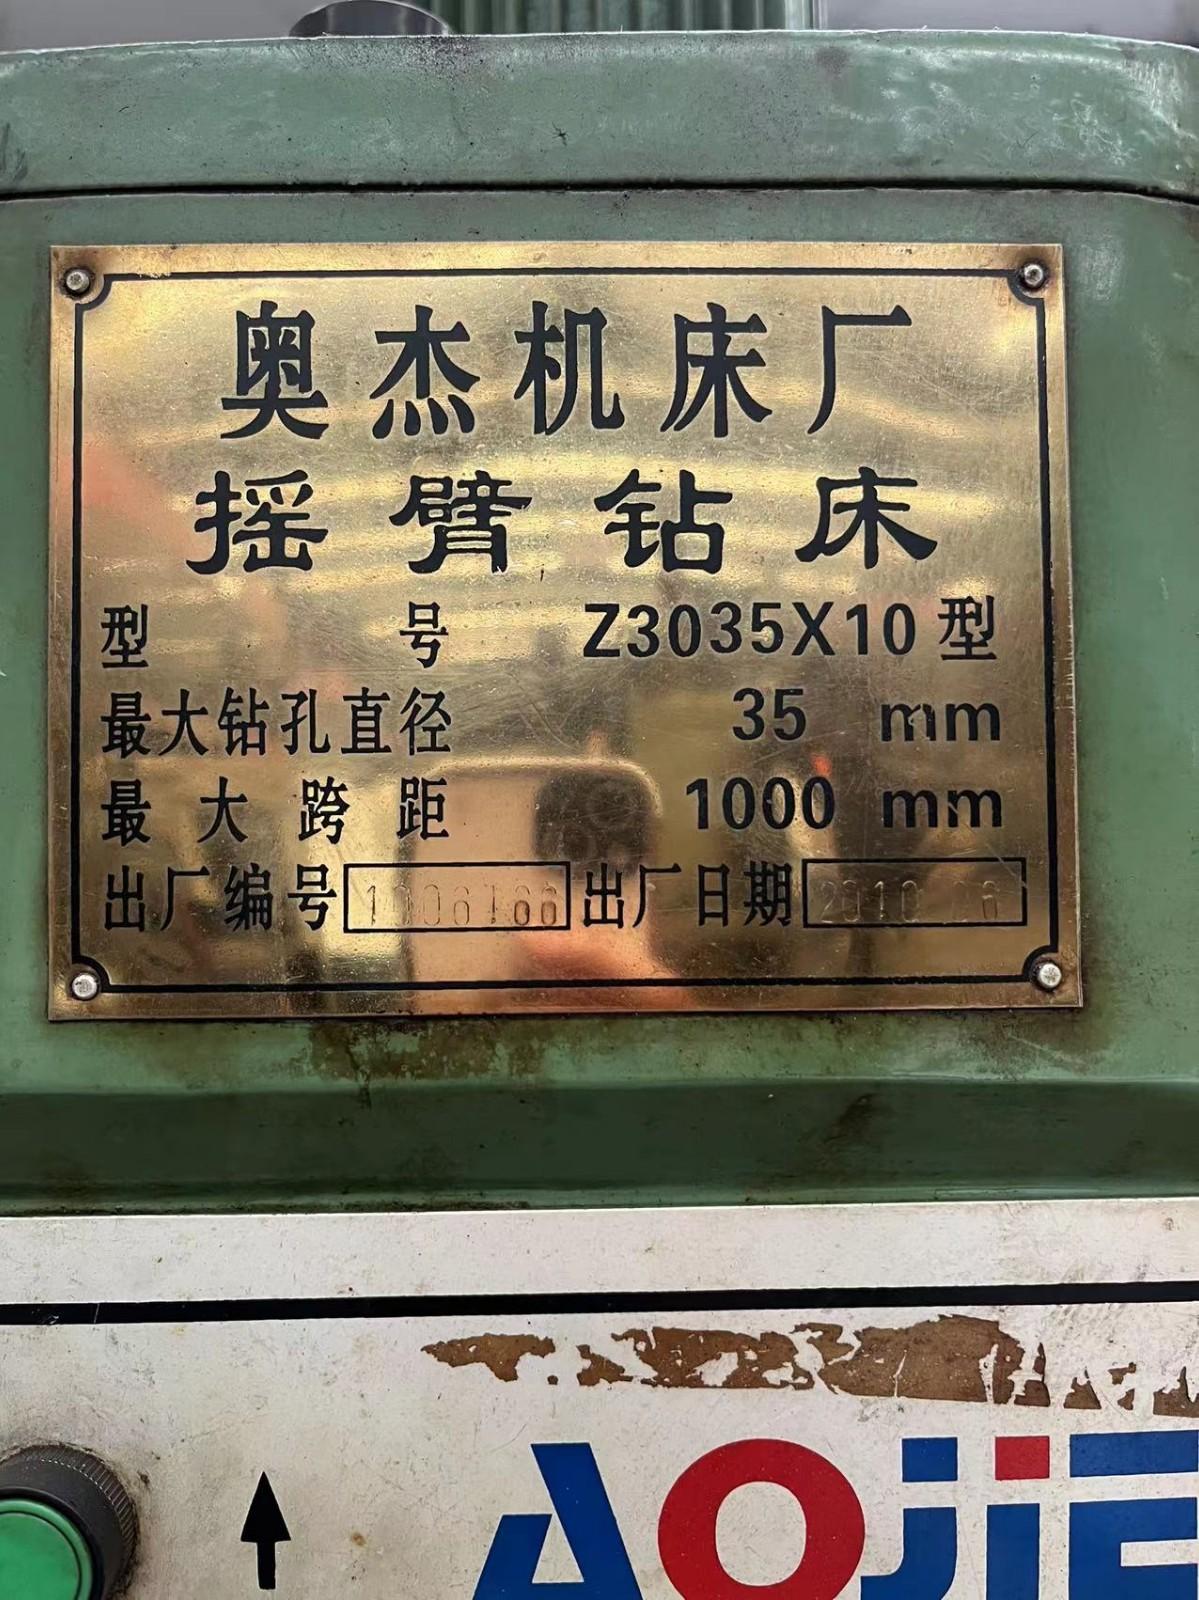 奥杰机床厂
摇臂钻床
型号 Z3035X10型
最大钻孔直径 35 mm
最大跨距 1000 mm
出厂编号 出厂日期
AOJIE